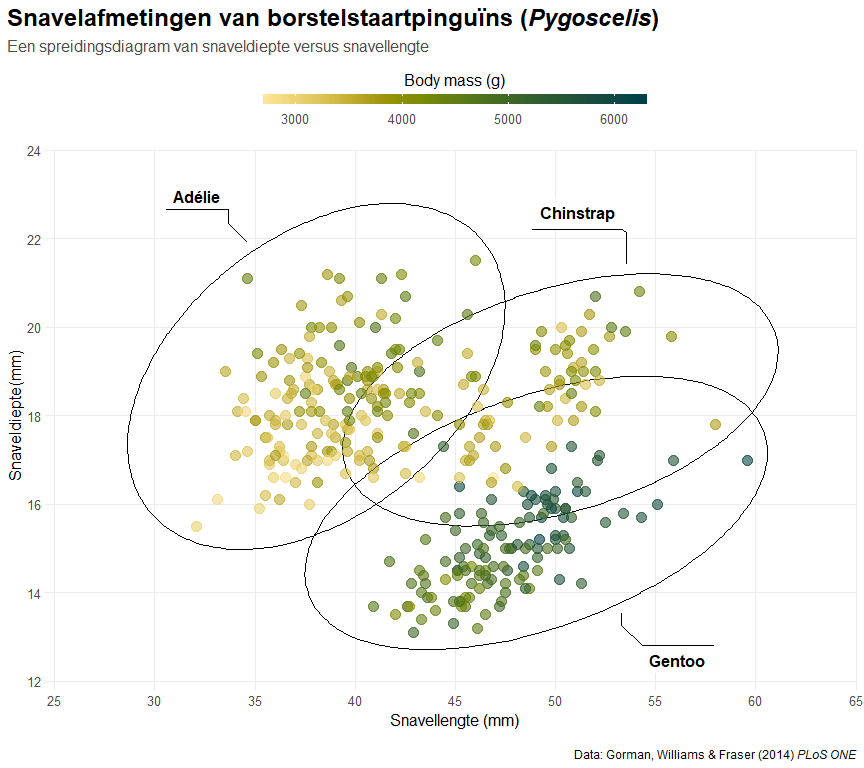 Snavelafmetingen van borstelstaartpinguïns (Pygoscelis)
Een spreidingsdiagram van snaveldiepte versus snavellengte
Body mass (g)
3000 4000 5000 6000
24
Adélie
Chinstrap
22
20
18
Snaveldiepte(mm)
16
14
Gentoo
12
25 35 40 45 50 55 60 65
Snavellengte (mm)
Data: Gorman, Williams & Fraser (2014) PLoS ONE